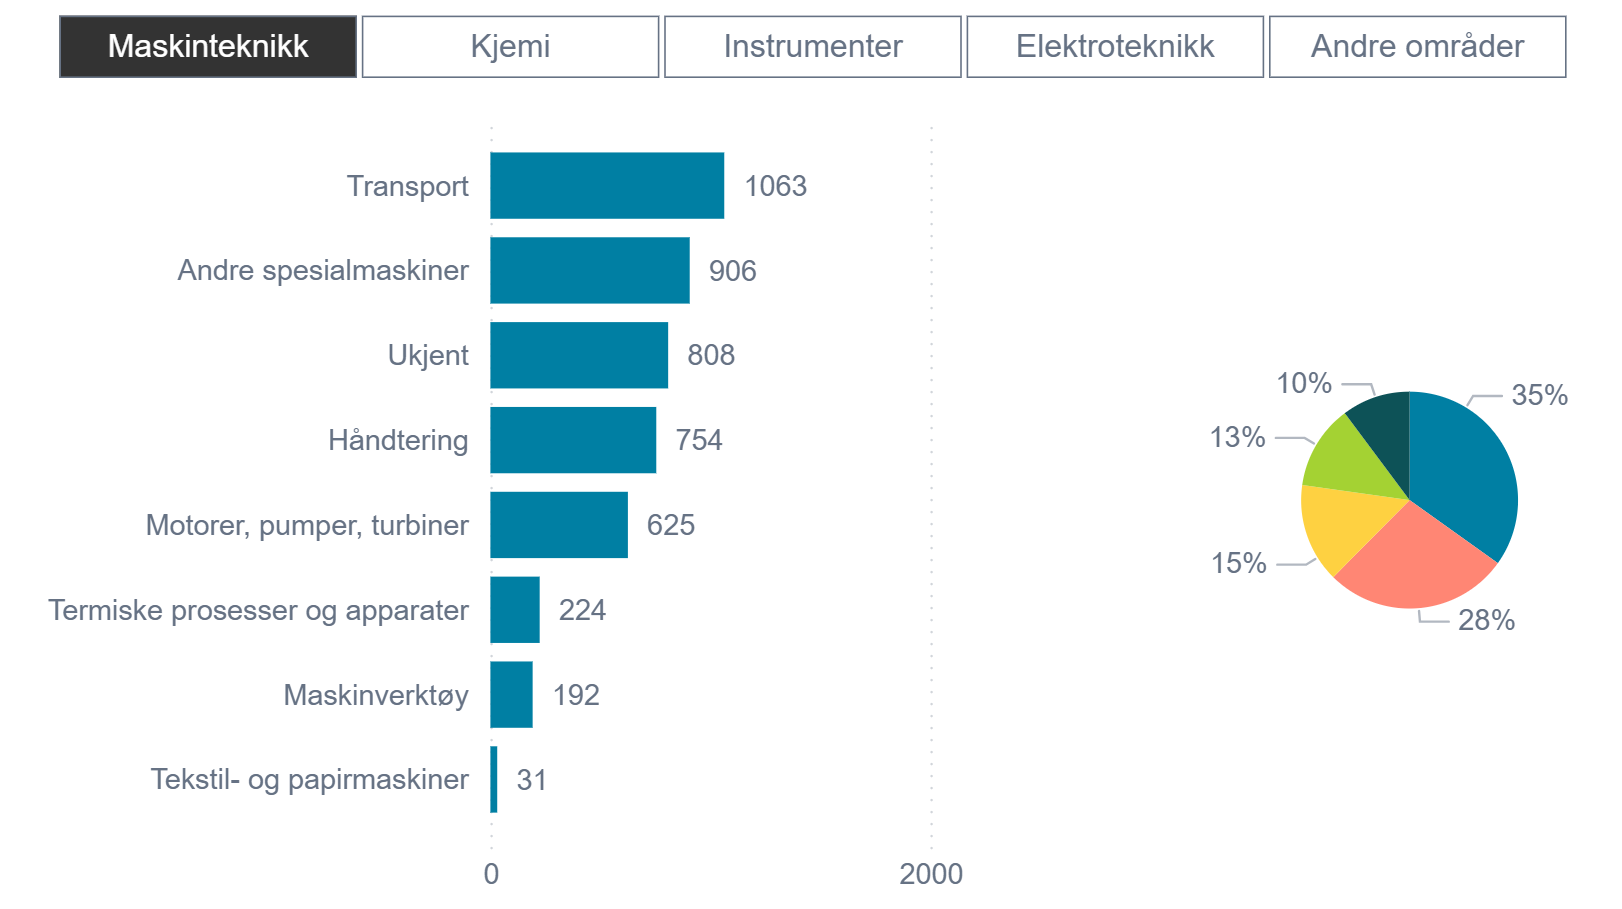 Maskinteknikk
Kjemi
Instrumenter
Elektroteknikk
Andre områder
Transport 1063
Andre spesialmaskiner 906
Ukjent 808
Håndtering 754
Motorer, pumper, turbiner 625
Termiske prosesser og apparater 224
Maskinverktøy 192
Tekstil- og papirmaskiner 31
0 2000
10%
35%
13%
15%
28%